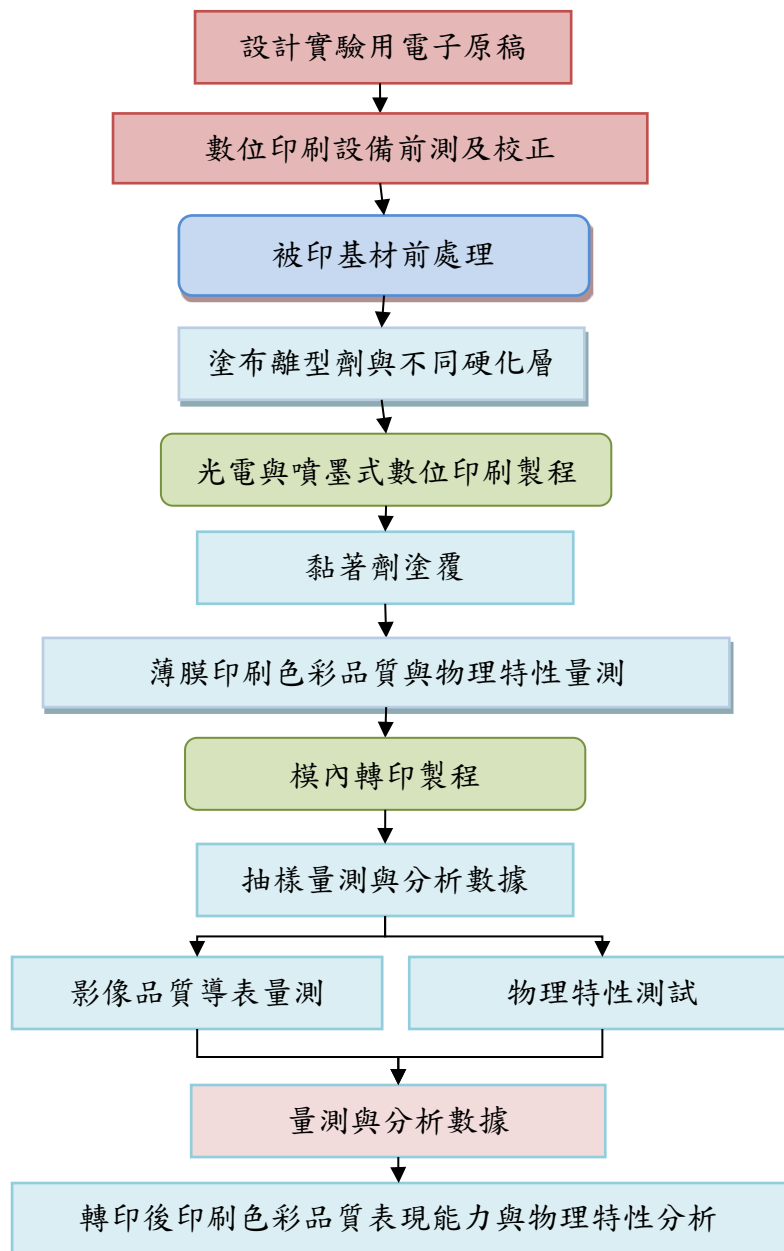 設計實驗用電子原稿
數位印刷設備前測及校正
被印基材前處理
塗布離型劑與不同硬化層
光電與噴墨式數位印刷製程
黏著劑塗覆
薄膜印刷色彩品質與物理特性量測
模內轉印製程
抽樣量測與分析數據
影像品質導表量測
物理特性測試
量測與分析數據
轉印後印刷色彩品質表現能力與物理特性分析